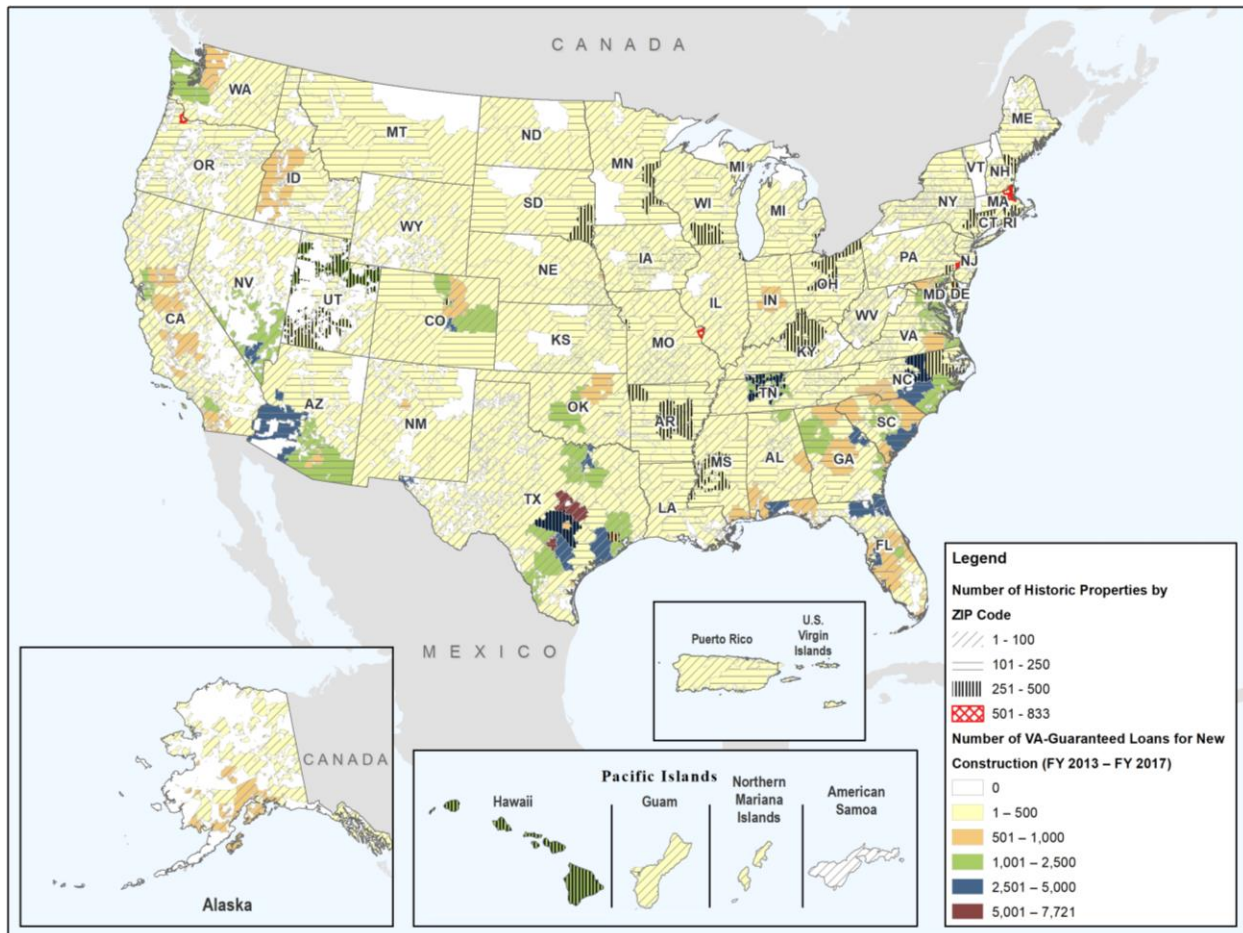 CANADA
WA
MT
ND
MN
ME
OR
ID
SD
WI
MI
VT
NH
NY
MA
CT
RI
WY
MI
NE
IA
PA
NJ
NV
UT
CO
IL
IN
OH
MD
DE
CA
KS
MO
WV
VA
KY
AZ
NM
OK
AR
TN
NC
SC
TX
LA
MS
AL
GA
FL
MEXICO
Legend
Number of Historic Properties by
ZIP Code
1 - 100
101 - 250
251 - 500
501 - 833
Number of VA-Guaranteed Loans for New
Construction (FY 2013 – FY 2017)
0
1 – 500
501 – 1,000
1,001 – 2,500
2,501 – 5,000
5,001 – 7,721
Puerto Rico
U.S.
Virgin
Islands
CANADA
Alaska
Pacific Islands
Hawaii
Guam
Northern
Mariana
Islands
American
Samoa